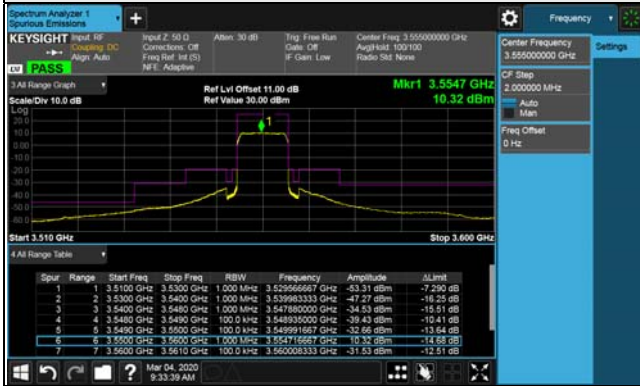 Spectrum Analyzer 1
Spurious Emissions
Frequency
KEYSIGHT
Input: RF
Coupling: DC
Align: Auto
Input Z: 50 Ω
Corrections: Off
Freq Ref: Int (S)
NFE: Adaptive
Atten: 30 dB
Trig: Free Run
Gate: Off
IF Gain: Low
Center Freq: 3.555000000 GHz
Avg|Hold: 100/100
Radio Std: None
PASS
Center Frequency
3.555000000 GHz
Settings
CF Step
2.000000 MHz
Auto
Man
Freq Offset
0 Hz
3 All Range Graph
Ref Lvl Offset 11.00 dB
Mkr1 3.5547 GHz
Scale/Div 10.0 dB
Ref Value 30.00 dBm
10.32 dBm
Log
20.0
10.0
0.00
-10.0
-20.0
-30.0
-40.0
-50.0
-60.0
1
Start 3.510 GHz
Stop 3.600 GHz
4 All Range Table
Spur Range Start Freq Stop Freq RBW Frequency Amplitude ΔLimit
1 1 3.5100 GHz 3.5300 GHz 1.000 MHz 3.529566667 GHz -53.31 dBm -7.290 dB
2 2 3.5300 GHz 3.5400 GHz 1.000 MHz 3.539983333 GHz -47.27 dBm -16.25 dB
3 3 3.5400 GHz 3.5480 GHz 1.000 MHz 3.547880000 GHz -34.53 dBm -15.51 dB
4 4 3.5480 GHz 3.5490 GHz 100.0 kHz 3.548935000 GHz -39.43 dBm -10.41 dB
5 5 3.5490 GHz 3.5500 GHz 100.0 kHz 3.549991667 GHz -32.66 dBm -13.64 dB
6 6 3.5500 GHz 3.5600 GHz 1.000 MHz 3.554716667 GHz 10.32 dBm -14.68 dB
7 7 3.5600 GHz 3.5610 GHz 100.0 kHz 3.560008333 GHz -31.53 dBm -12.51 dB
Mar 04, 2020
9:33:39 AM